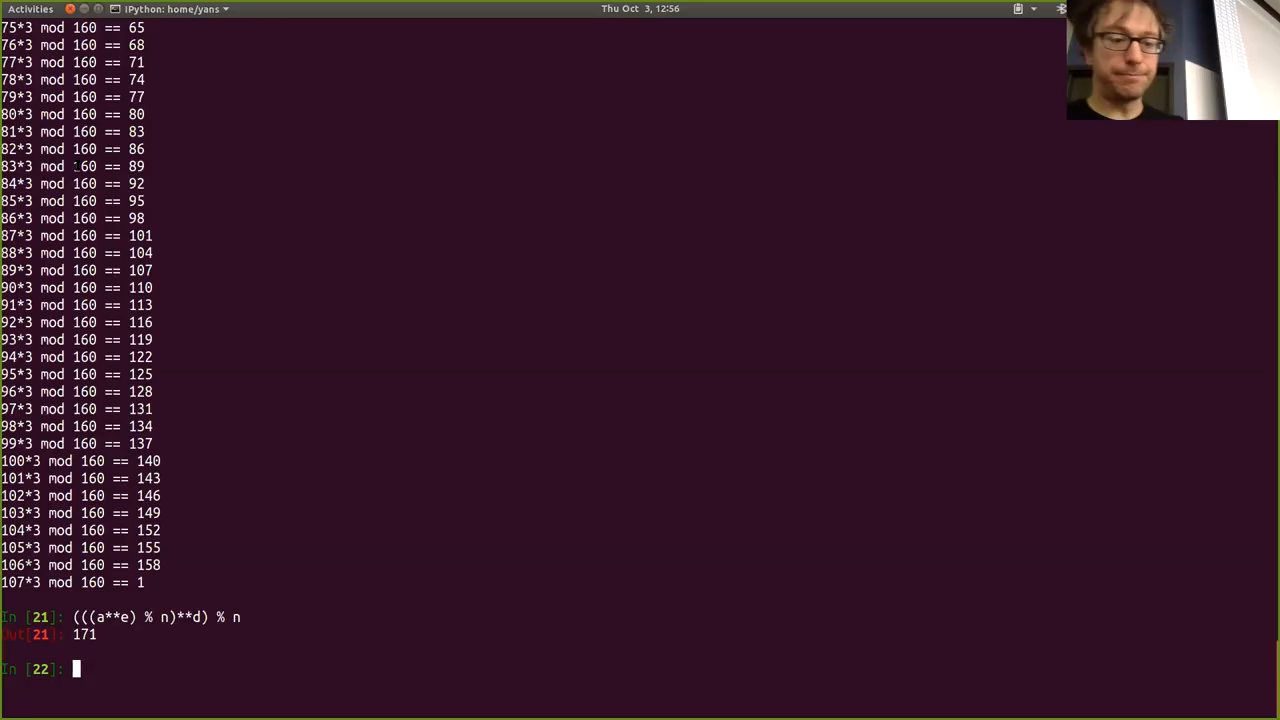 Activities IPython: home/yans Thu Oct 3, 12:56
75*3 mod 160 == 65
76*3 mod 160 == 68
77*3 mod 160 == 71
78*3 mod 160 == 74
79*3 mod 160 == 77
80*3 mod 160 == 80
81*3 mod 160 == 83
82*3 mod 160 == 86
83*3 mod 160 == 89
84*3 mod 160 == 92
85*3 mod 160 == 95
86*3 mod 160 == 98
87*3 mod 160 == 101
88*3 mod 160 == 104
89*3 mod 160 == 107
90*3 mod 160 == 110
91*3 mod 160 == 113
92*3 mod 160 == 116
93*3 mod 160 == 119
94*3 mod 160 == 122
95*3 mod 160 == 125
96*3 mod 160 == 128
97*3 mod 160 == 131
98*3 mod 160 == 134
99*3 mod 160 == 137
100*3 mod 160 == 140
101*3 mod 160 == 143
102*3 mod 160 == 146
103*3 mod 160 == 149
104*3 mod 160 == 152
105*3 mod 160 == 155
106*3 mod 160 == 158
107*3 mod 160 == 1
In [21]: (((a**e) % n)**d) % n
Out[21]: 171
In [22]: